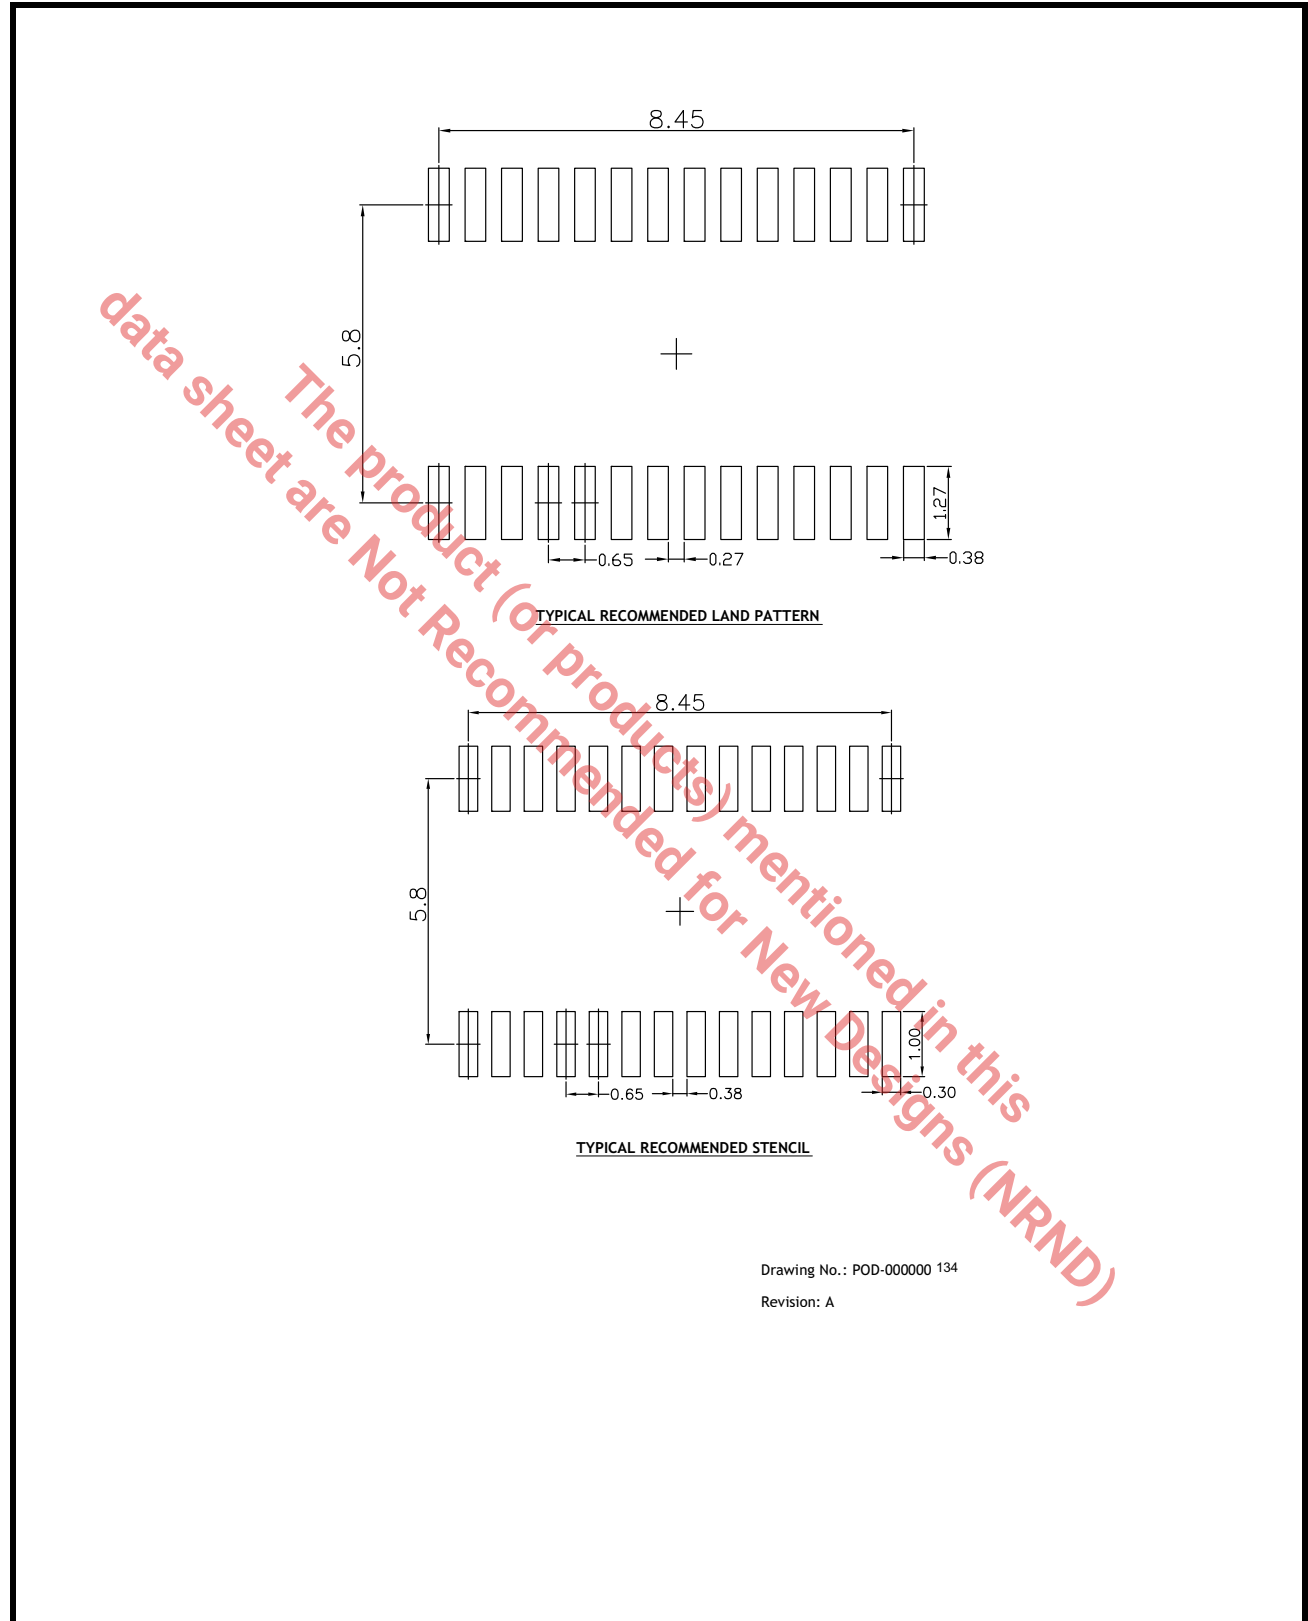 8.45
5.8
1.27
0.65
0.27
0.38
TYPICAL RECOMMENDED LAND PATTERN
8.45
5.8
1.00
0.65
0.38
0.30
TYPICAL RECOMMENDED STENCIL
The product (or products) mentioned in this
data sheet are Not Recommended for New Designs (NRND)
Drawing No.: POD-000000 134
Revision: A